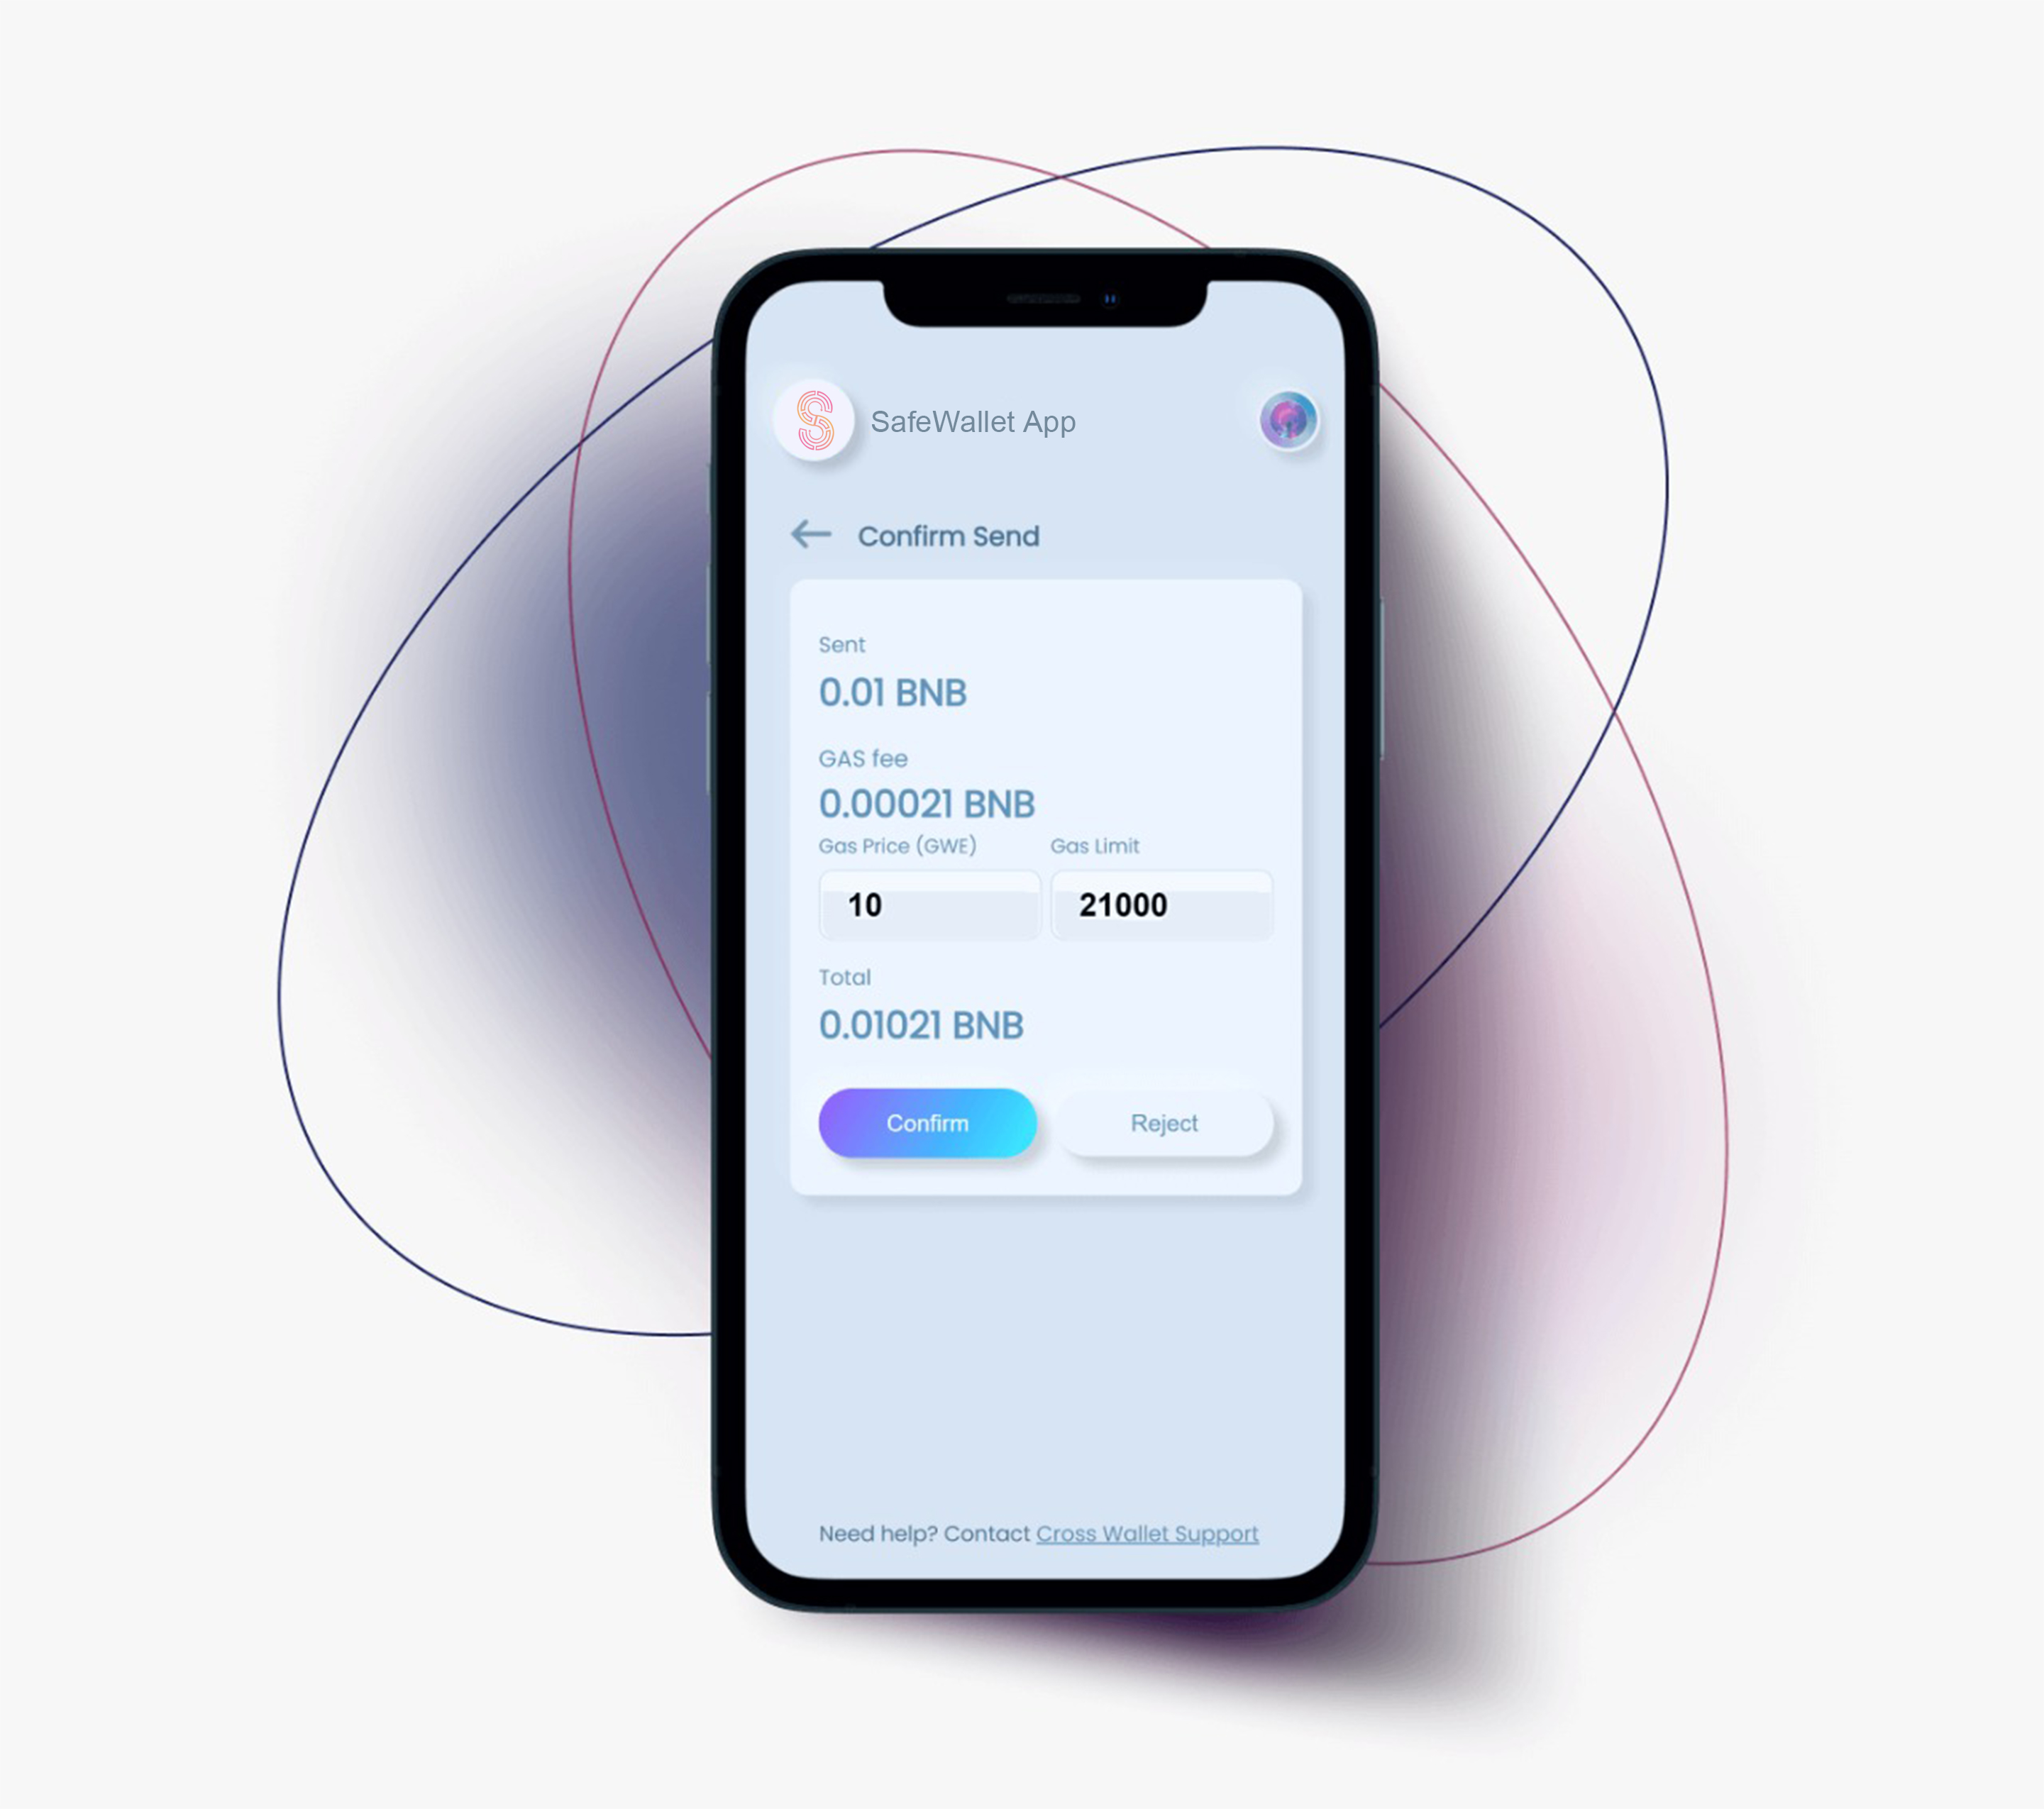 SafeWallet App
Confirm Send
Sent
0.01 BNB
GAS fee
0.00021 BNB
Gas Price (GWE) Gas Limit
10 21000
Total
0.01021 BNB
Confirm Reject
Need help? Contact Cross Wallet Support